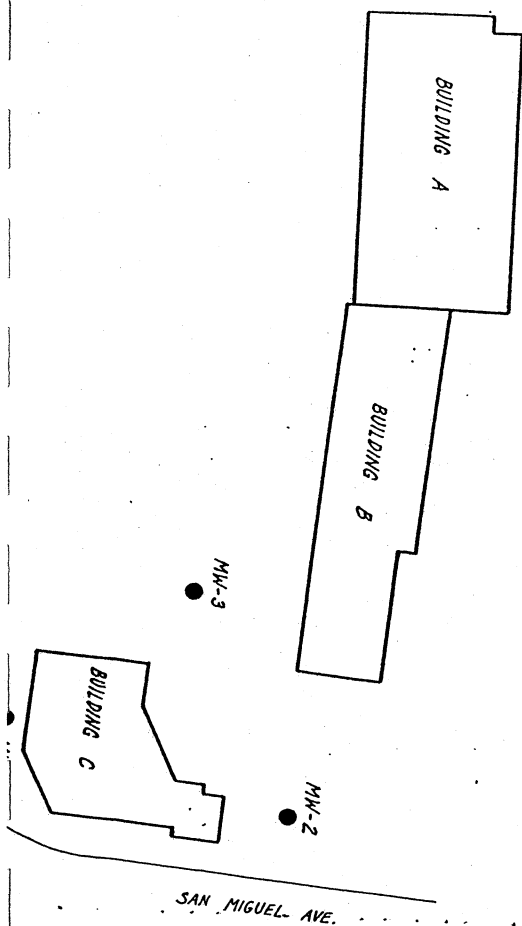 BUILDING A
BUILDING B
MW-3
BUILDING C
MW-2
SAN MIGUEL AVE.